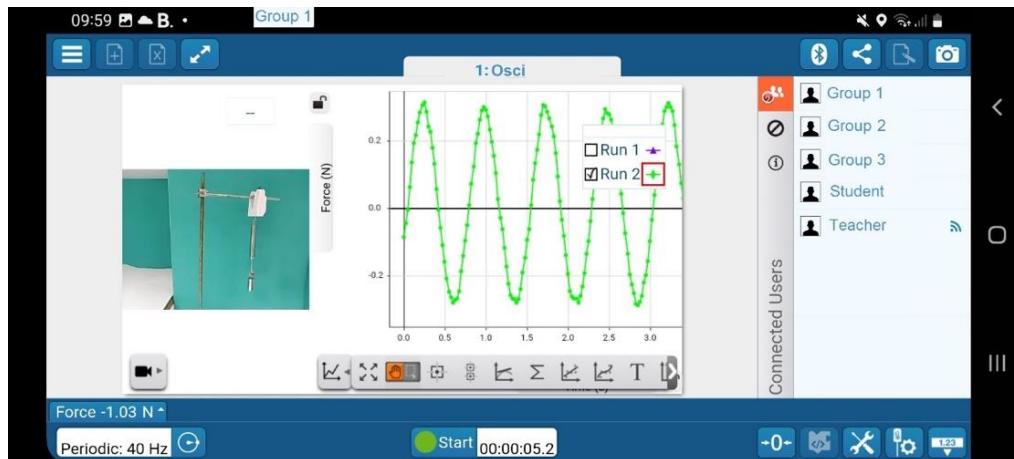 09:59 B. •
Group 1
1: Osci
--
Force (N)
0.2
0.0
-0.2
Run 1
Run 2
0.0 0.5 1.0 1.5 2.0 2.5 3.0
Σ
T
Connected Users
Group 1
Group 2
Group 3
Student
Teacher
Force -1.03 N
Periodic: 40 Hz
Start 00:00:05.2
-0-
1.23